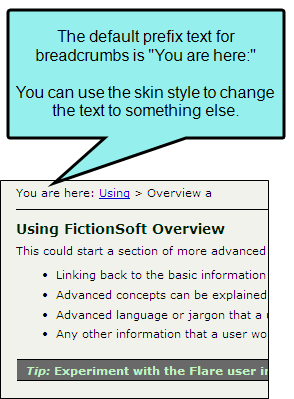 The default prefix text for
breadcrumbs is "You are here:"
You can use the skin style to change
the text to something else.
You are here: Using > Overview a
Using FictionSoft Overview
This could start a section of more advanced
• Linking back to the basic information
• Advanced concepts can be explained
• Advanced language or jargon that a
• Any other information that a user wo
Tip: Experiment with the Flare user in